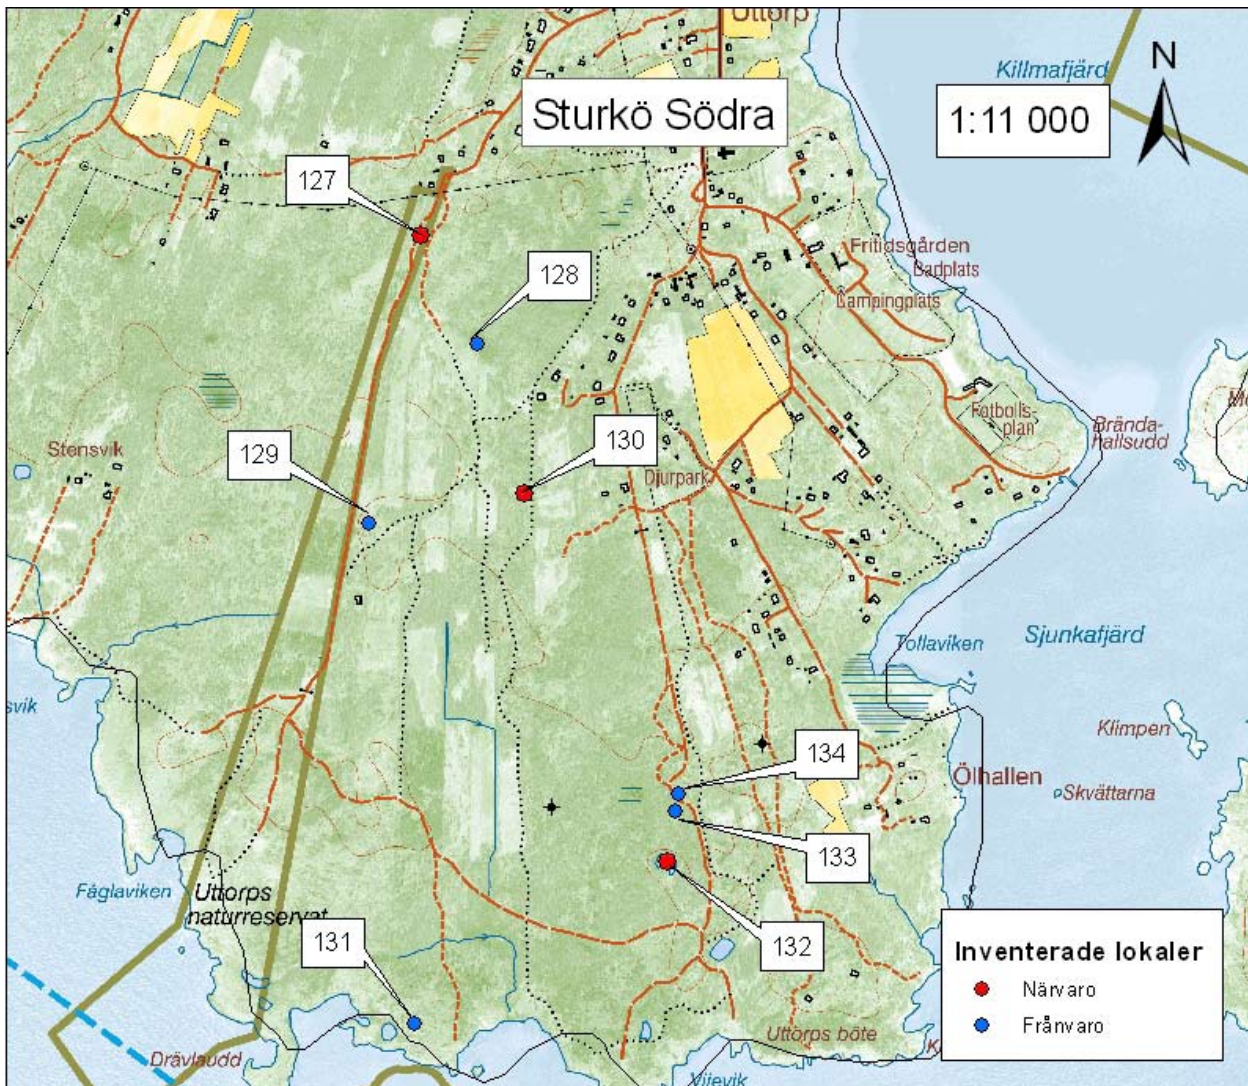 Uttorp
Killmafjärd
N
Sturkö Södra
1:11 000
127
128
Fritidsgården
Badplats
Campingplats
129
130
Stensvik
Djurpark
Fotbolls-
plan
Brända-
hallsudd
Tollaviken
Sjunkafjärd
svik
Klimpen
134
Ölhallen
Skvättarna
133
Fåglaviken
Uttorps
naturreservat
131
132
Inventerade lokaler
Närvaro
Frånvaro
Uttorps böte
Drävlaudd